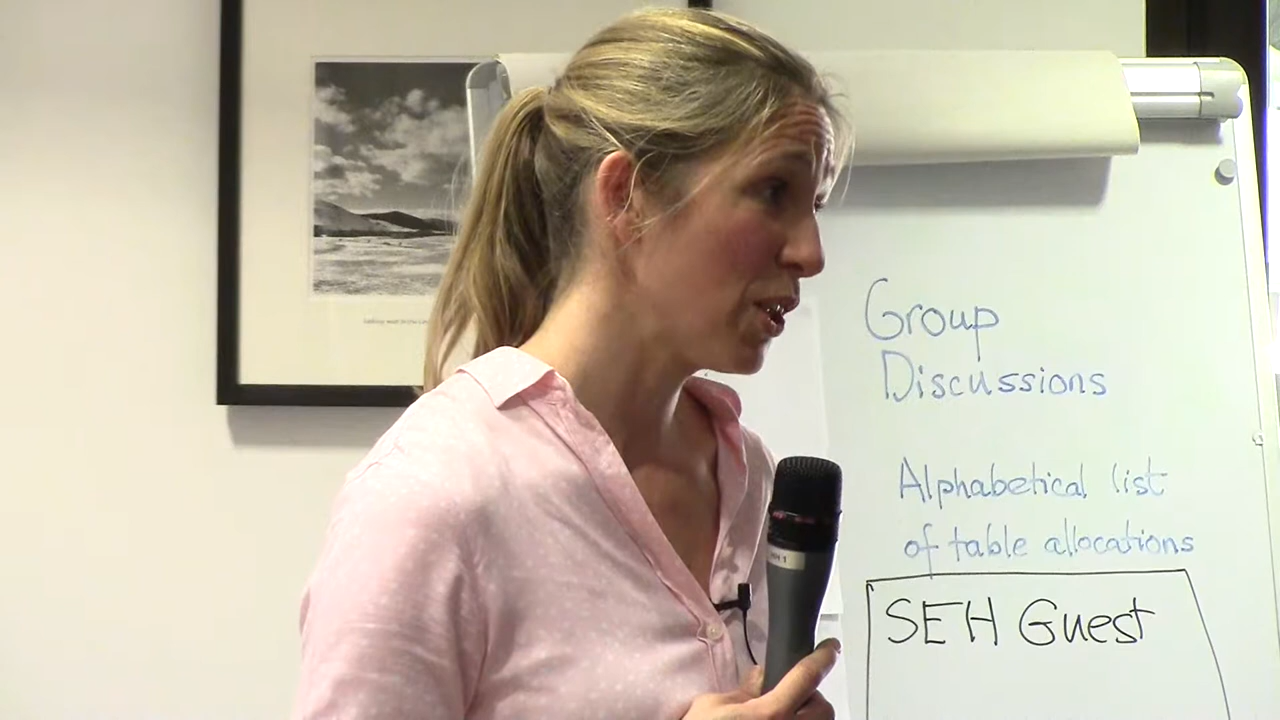 Group
Discussions
Alphabetical list
of table allocations
SEH Guest